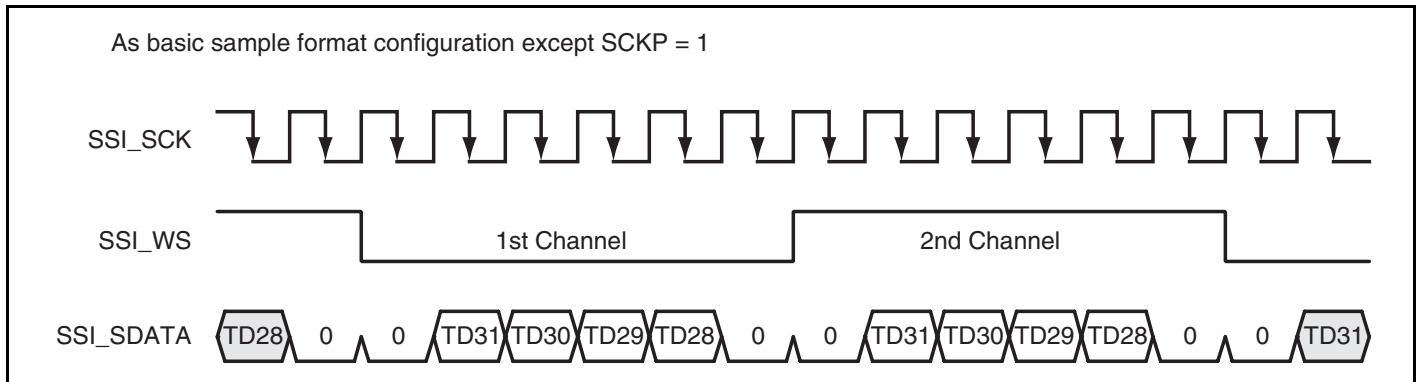 As basic sample format configuration except SCKP = 1
SSI_SCK
SSI_WS 1st Channel 2nd Channel
SSI_SDATA TD28 0 0 TD31 TD30 TD29 TD28 0 0 TD31 TD30 TD29 TD28 0 0 TD31